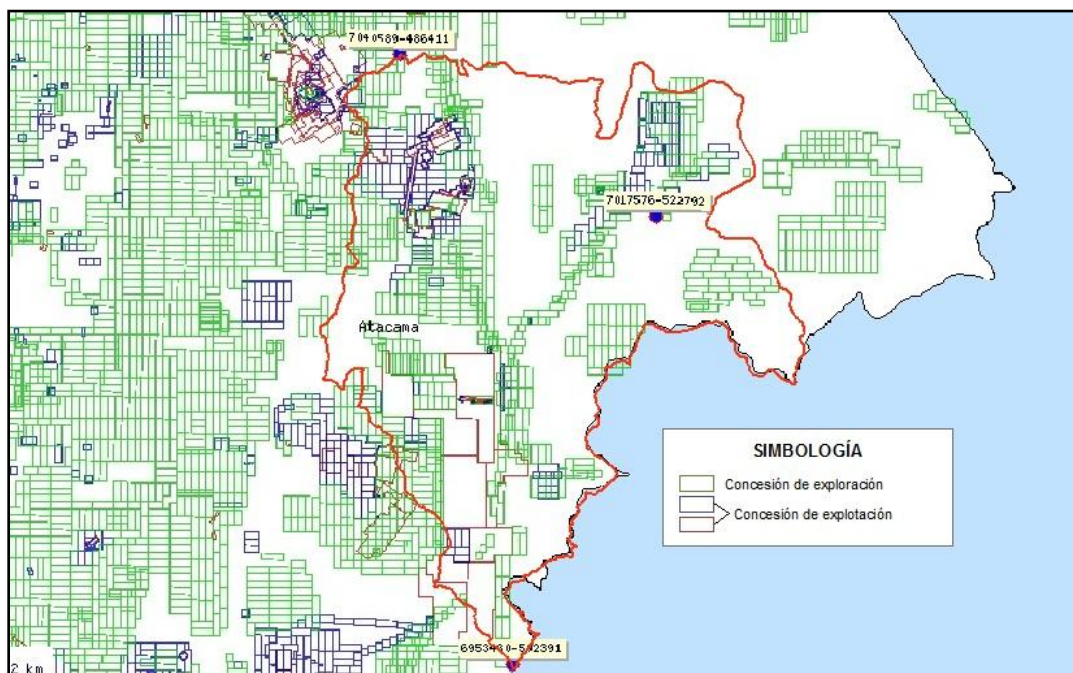 7040589-486411
7017576-522792
Atacama
SIMBOLOGÍA
Concesión de exploración
Concesión de explotación
2 km